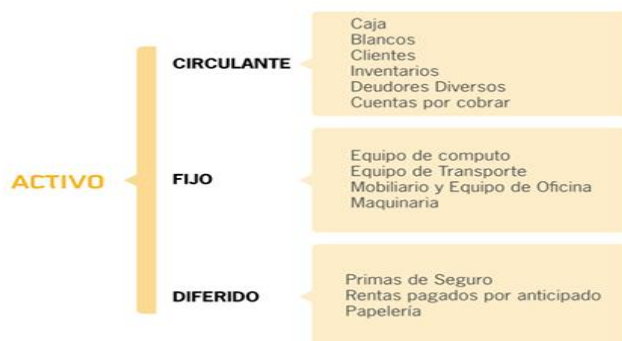 ACTIVO
CIRCULANTE
Caja
Blancos
Clientes
Inventarios
Deudores Diversos
Cuentas por cobrar
FIJO
Equipo de computo
Equipo de Transporte
Mobiliario y Equipo de Oficina
Maquinaria
DIFERIDO
Primas de Seguro
Rentas pagados por anticipado
Papelería